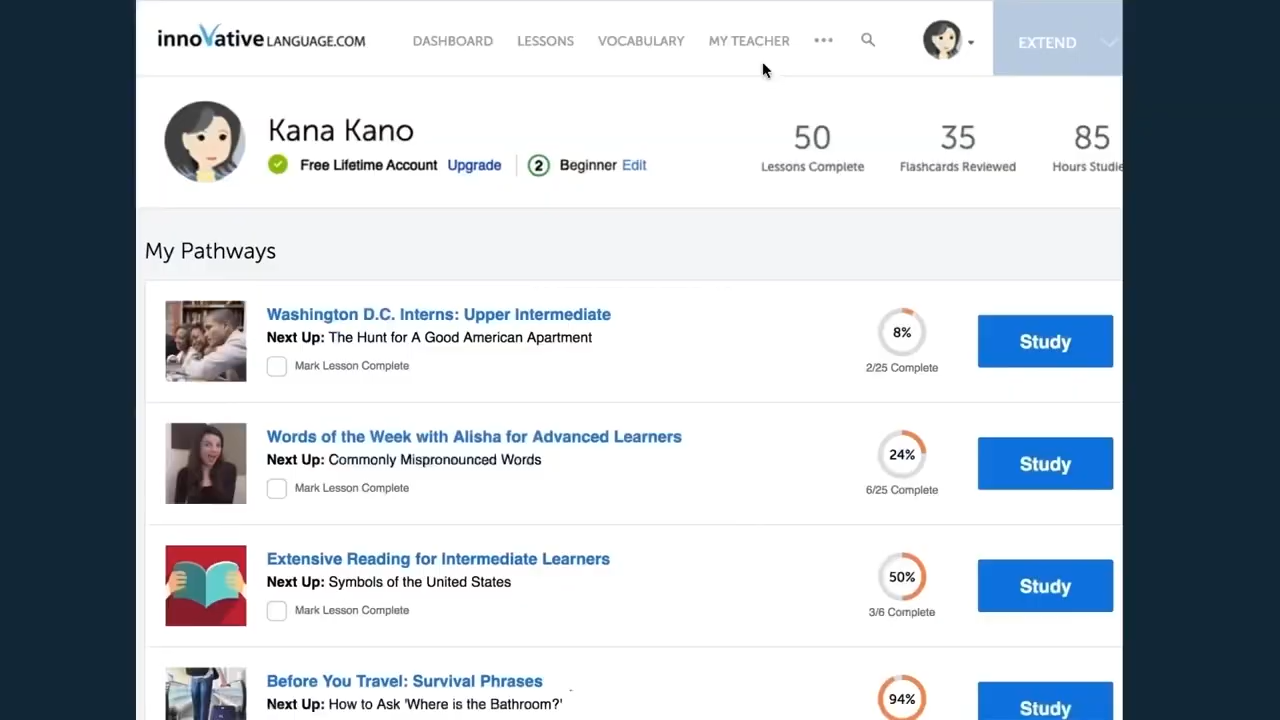 innoVative LANGUAGE.COM DASHBOARD LESSONS VOCABULARY MY TEACHER ••• EXTEND
Kana Kano
Free Lifetime Account Upgrade 2 Beginner Edit
50 35 85
Lessons Complete Flashcards Reviewed Hours Studie
My Pathways
Washington D.C. Interns: Upper Intermediate
Next Up: The Hunt for A Good American Apartment
Mark Lesson Complete
8%
2/25 Complete
Study
Words of the Week with Alisha for Advanced Learners
Next Up: Commonly Mispronounced Words
Mark Lesson Complete
24%
6/25 Complete
Study
Extensive Reading for Intermediate Learners
Next Up: Symbols of the United States
Mark Lesson Complete
50%
3/6 Complete
Study
Before You Travel: Survival Phrases
Next Up: How to Ask 'Where is the Bathroom?'
94%
Study